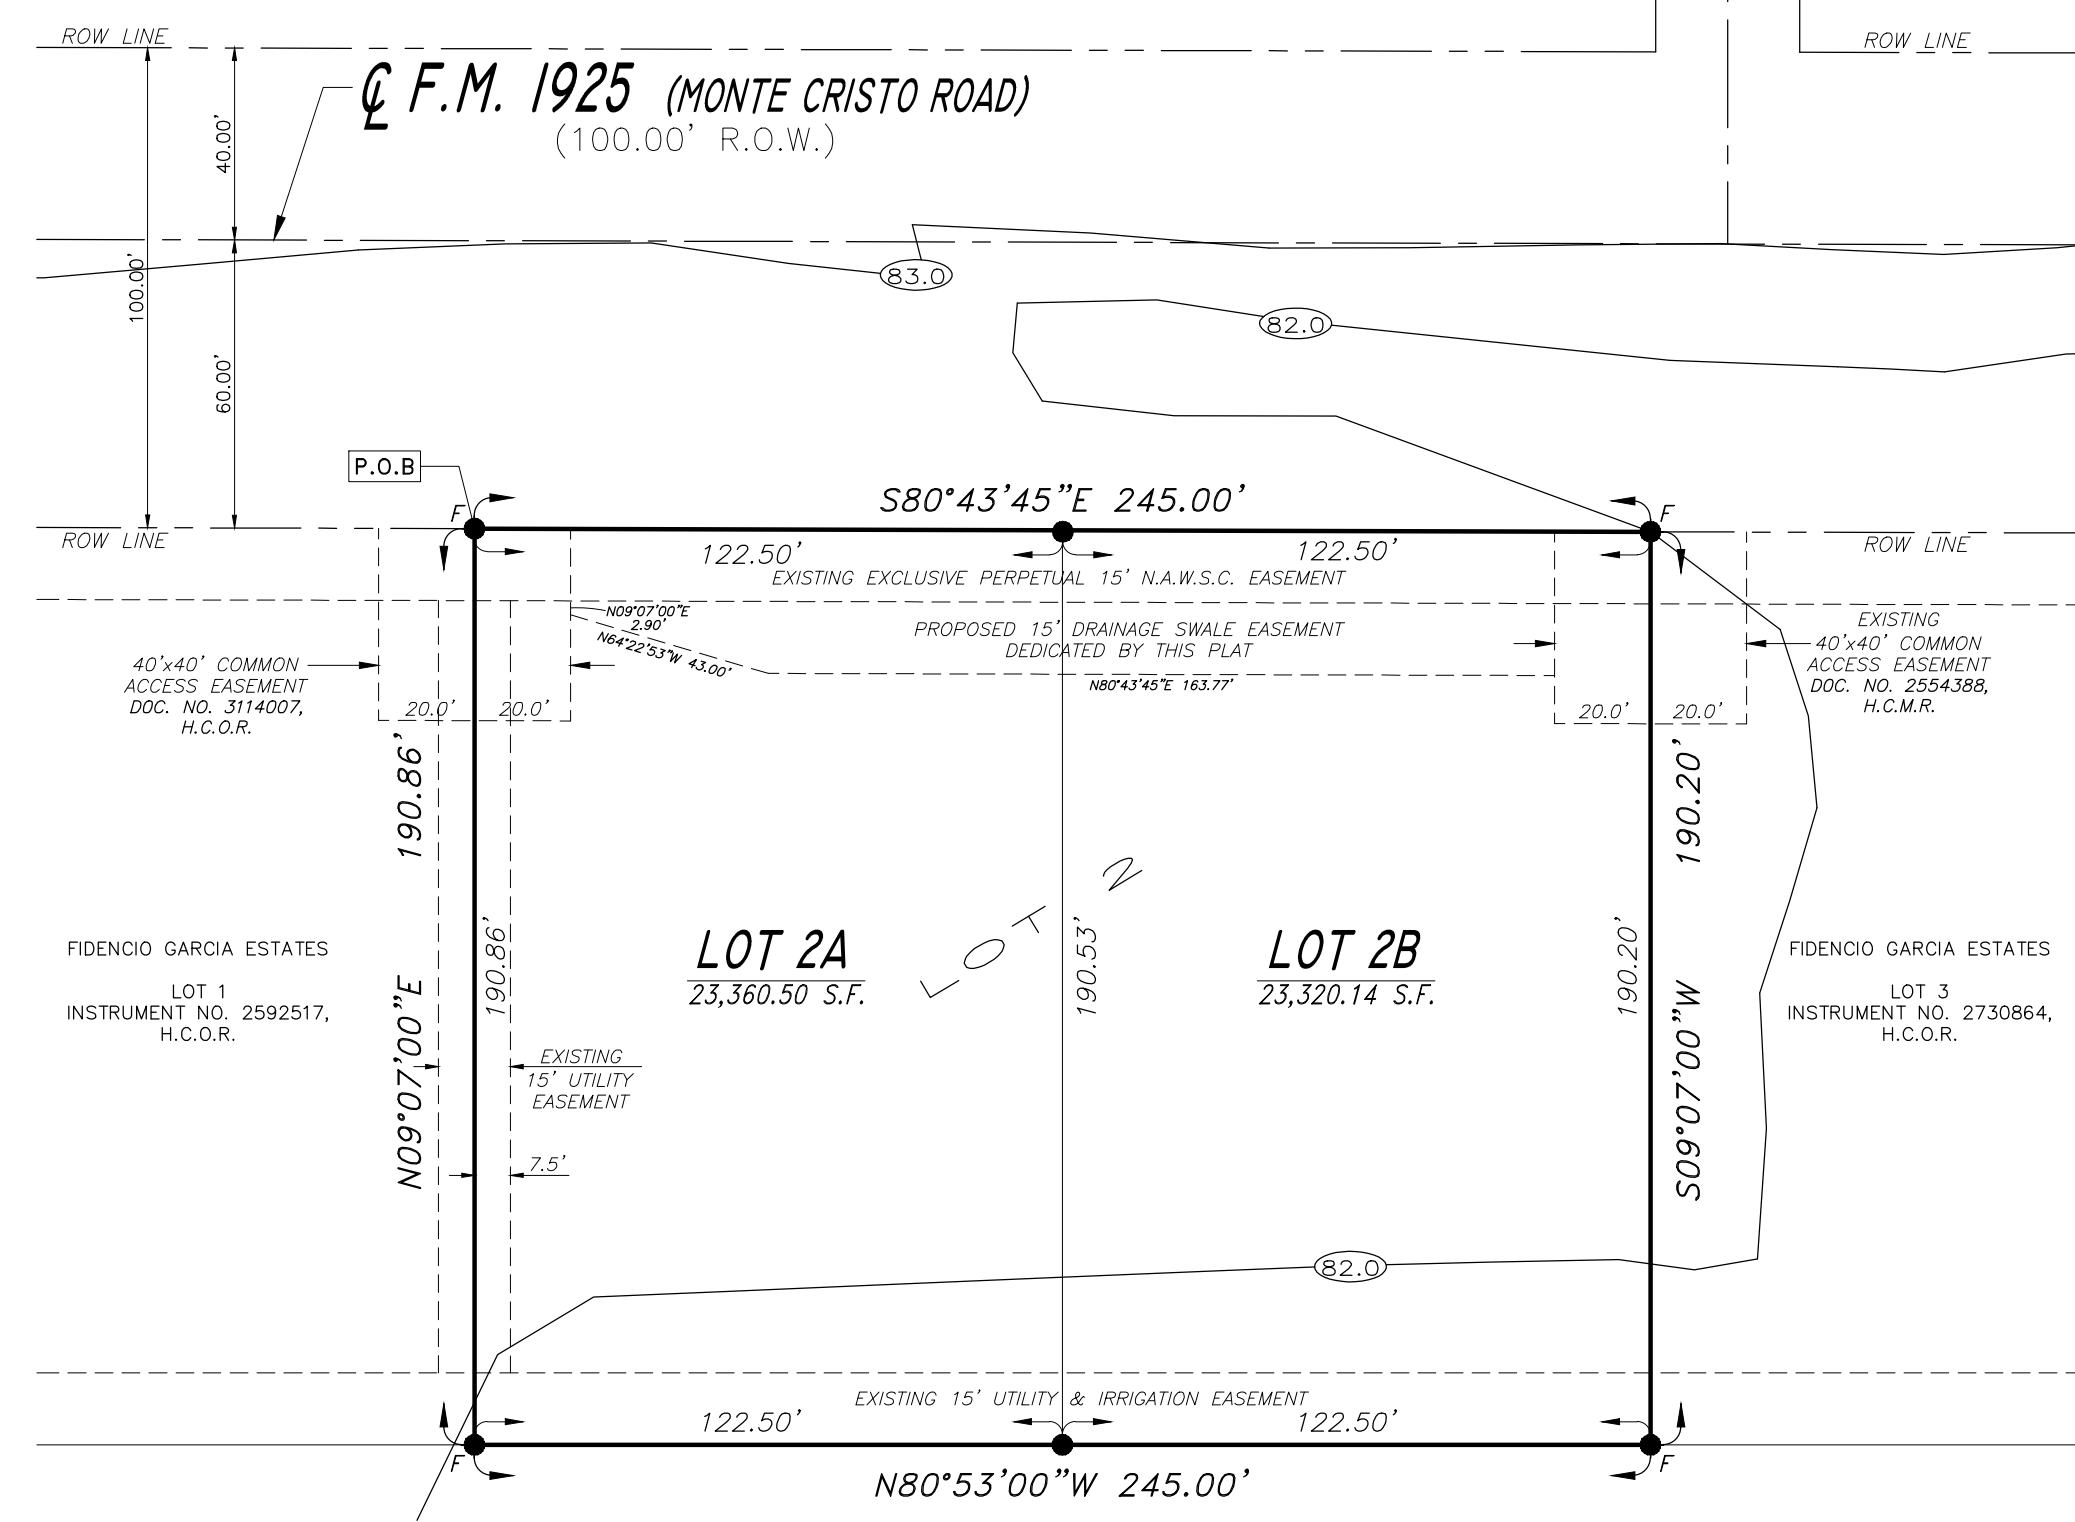 ROW LINE
ROW LINE
℄ F.M. 1925 (MONTE CRISTO ROAD)
(100.00' R.O.W.)
40.00'
100.00'
60.00'
83.0
82.0
P.O.B
F
S80°43'45"E 245.00'
F
ROW LINE
122.50'
122.50'
ROW LINE
EXISTING EXCLUSIVE PERPETUAL 15' N.A.W.S.C. EASEMENT
N09°07'00"E
2.90'
N64°22'53"W 43.00'
PROPOSED 15' DRAINAGE SWALE EASEMENT
DEDICATED BY THIS PLAT
N80°43'45"E 163.77'
40'x40' COMMON
ACCESS EASEMENT
DOC. NO. 3114007,
H.C.O.R.
20.0'
20.0'
20.0'
20.0'
EXISTING
40'x40' COMMON
ACCESS EASEMENT
DOC. NO. 2554388,
H.C.M.R.
N09°07'00"E 190.86'
190.86'
LOT 2
LOT 2A
23,360.50 S.F.
190.53'
LOT 2B
23,320.14 S.F.
190.20'
S09°07'00"W 190.20'
FIDENCIO GARCIA ESTATES
LOT 1
INSTRUMENT NO. 2592517,
H.C.O.R.
FIDENCIO GARCIA ESTATES
LOT 3
INSTRUMENT NO. 2730864,
H.C.O.R.
EXISTING
15' UTILITY
EASEMENT
7.5'
82.0
EXISTING 15' UTILITY & IRRIGATION EASEMENT
122.50'
122.50'
F
F
N80°53'00"W 245.00'